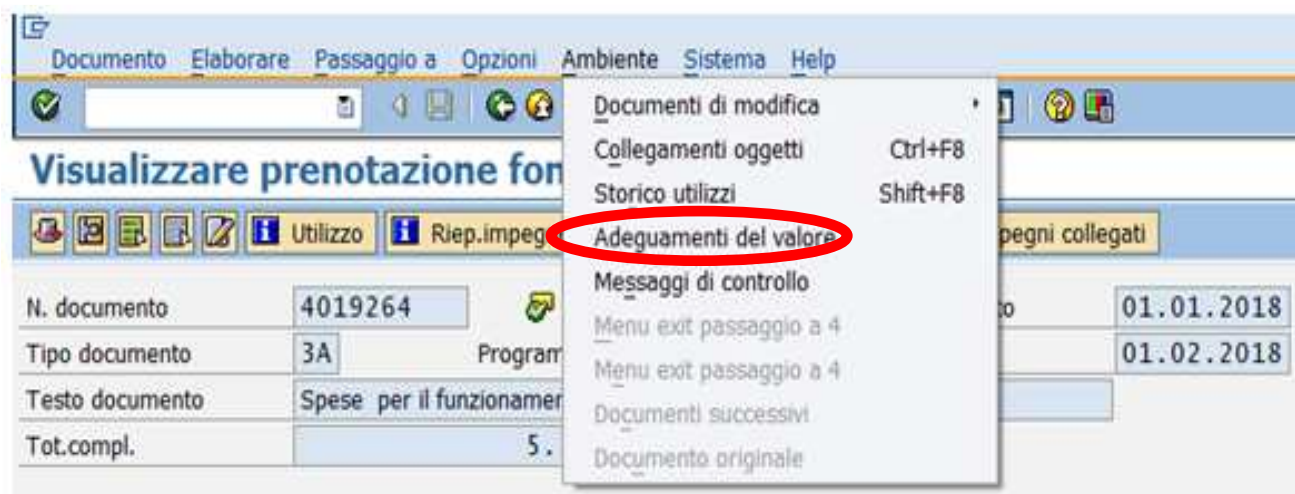 Documento Elaborare Passaggio a Opzioni Ambiente Sistema Help
Documenti di modifica
Collegamenti oggetti Ctrl+F8
Storico utilizzi Shift+F8
Adeguamenti del valore
Messaggi di controllo
Menu exit passaggio a 4
Menu exit passaggio a 4
Documenti successivi
Documento originale
Visualizzare prenotazione fon
Utilizzo Riep.impeg pegni collegati
N. documento 4019264 to 01.01.2018
Tipo documento 3A Program 01.02.2018
Testo documento Spese per il funzionamer
Tot.compl. 5.